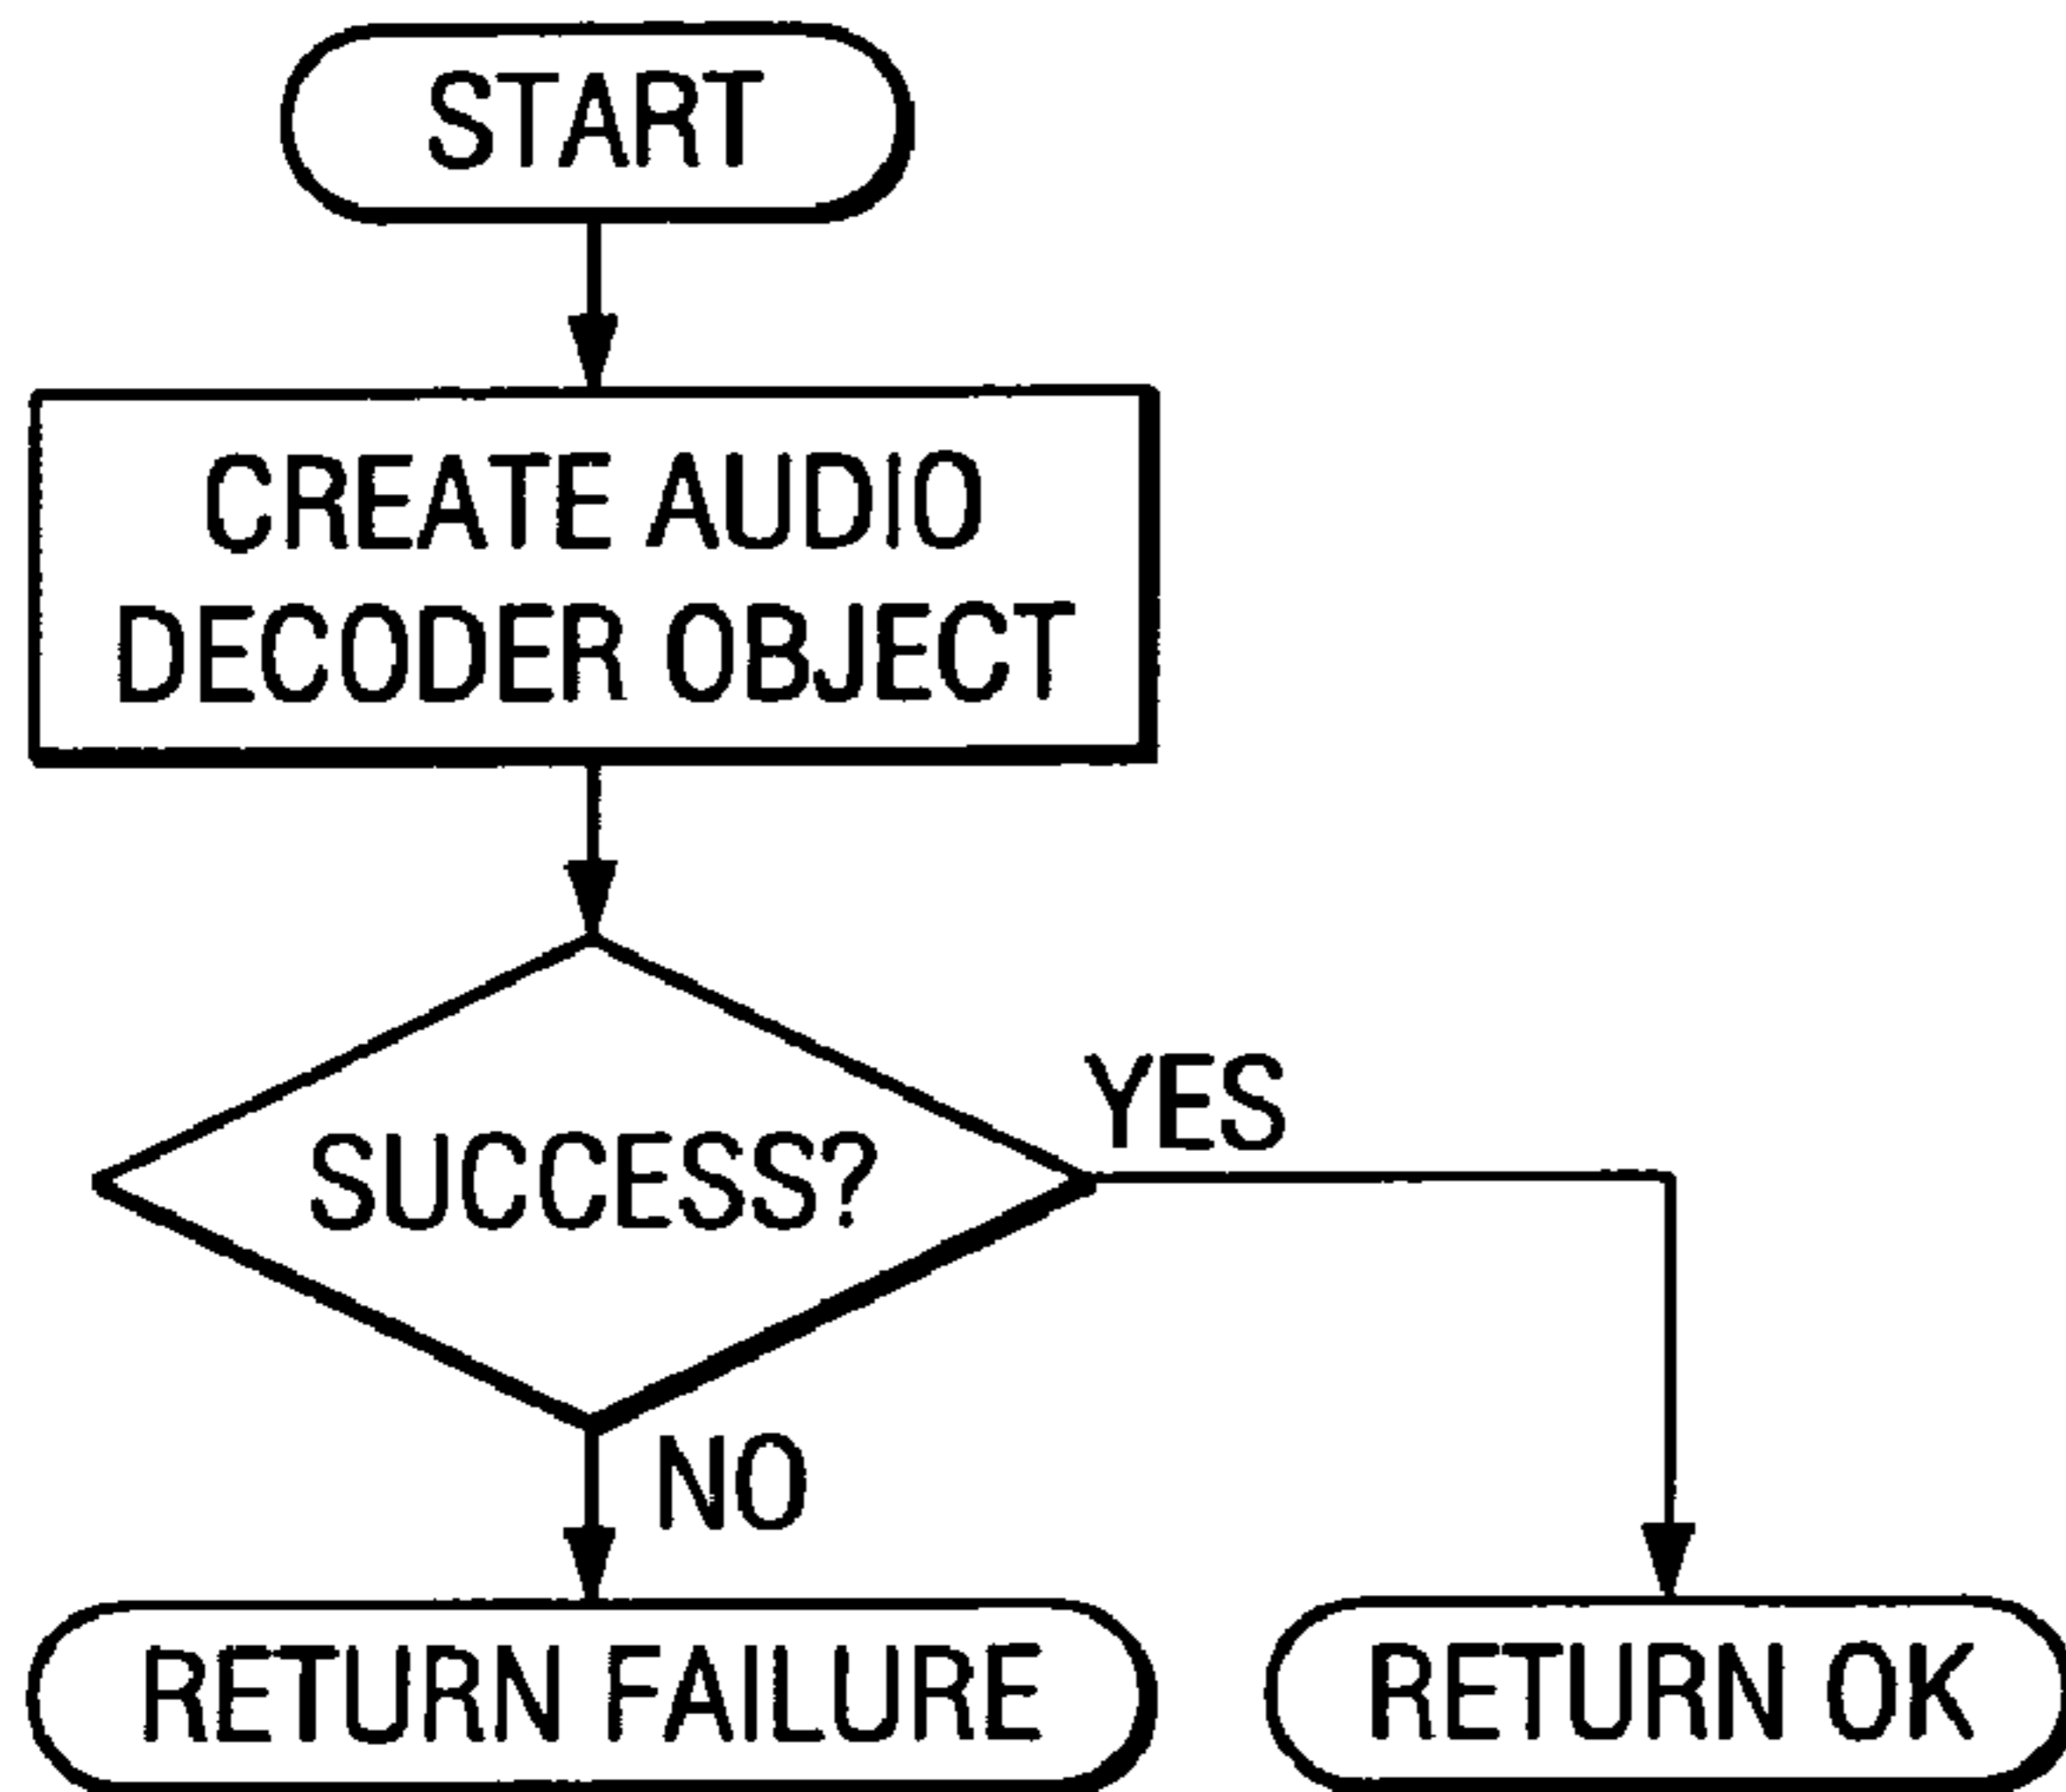 START
CREATE AUDIO
DECODER OBJECT
SUCCESS?
YES
NO
RETURN FAILURE
RETURN OK